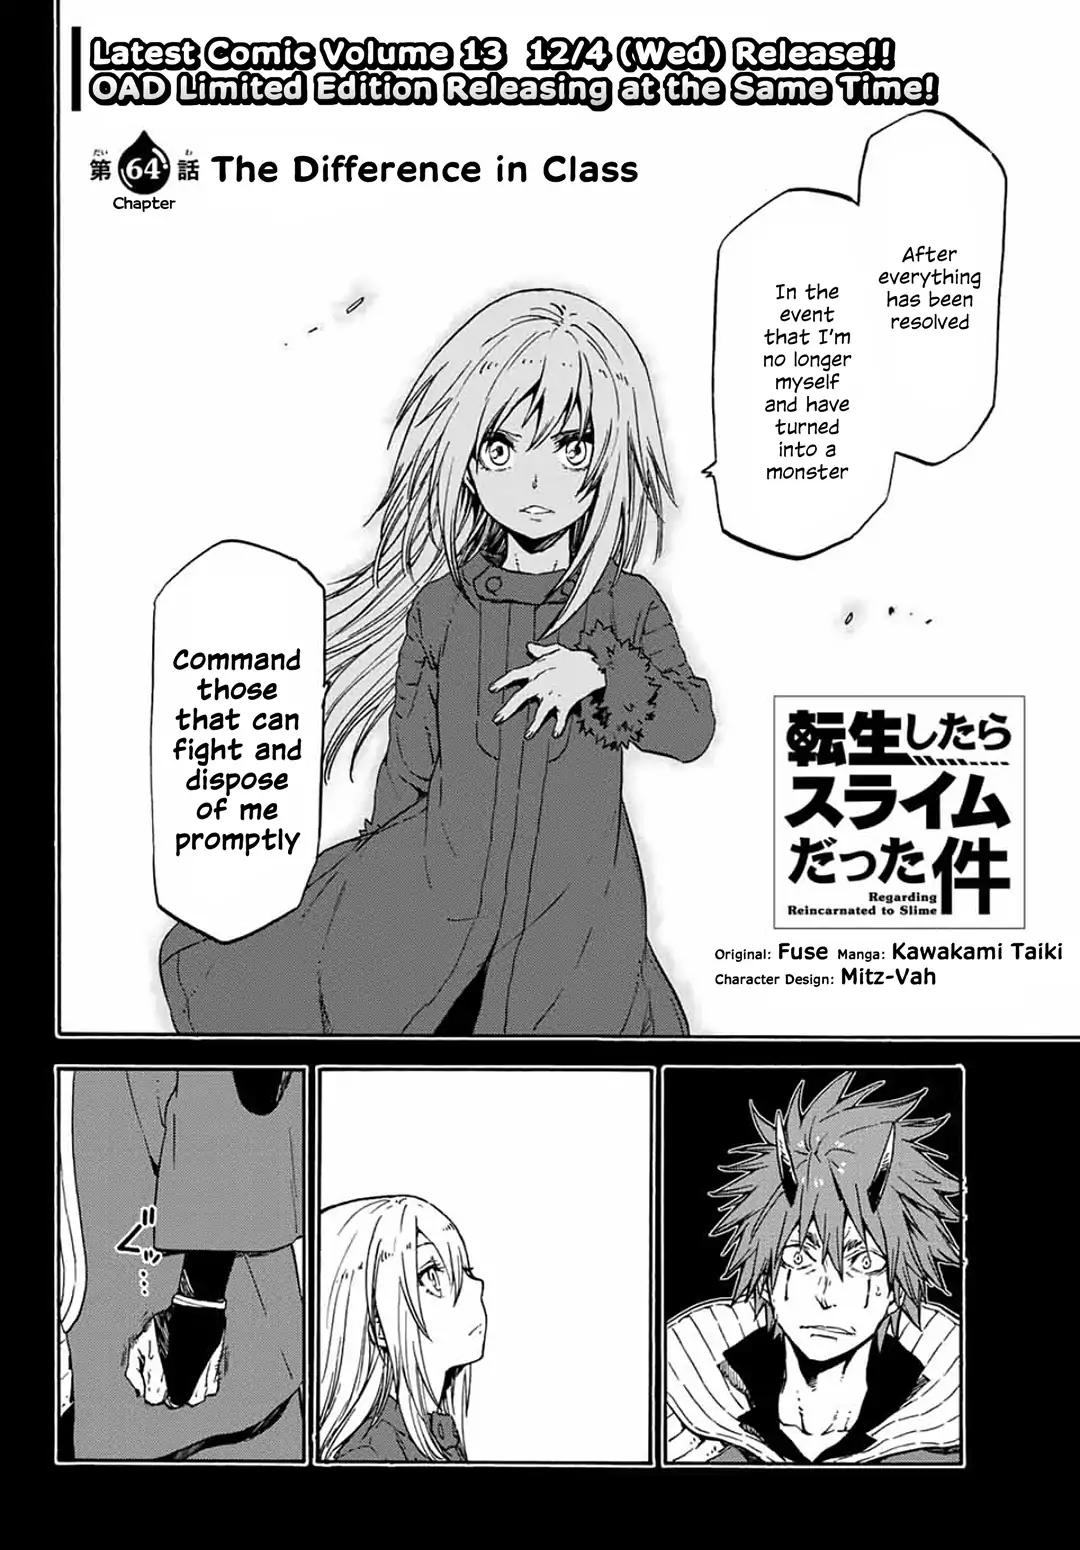 Latest Comic Volume 13 12/4 (Wed) Release!!
OAD Limited Edition Releasing at the Same Time!
だい わ
第64話 The Difference in Class
Chapter
After
everything
has been
resolved
In the
event
that I'm
no longer
myself
and have
turned
into a
monster
Command
those
that can
fight and
dispose
of me
promptly
転生したら
スライム
だった件
Regarding
Reincarnated to Slime
Original: Fuse Manga: Kawakami Taiki
Character Design: Mitz-Vah
ぐ…